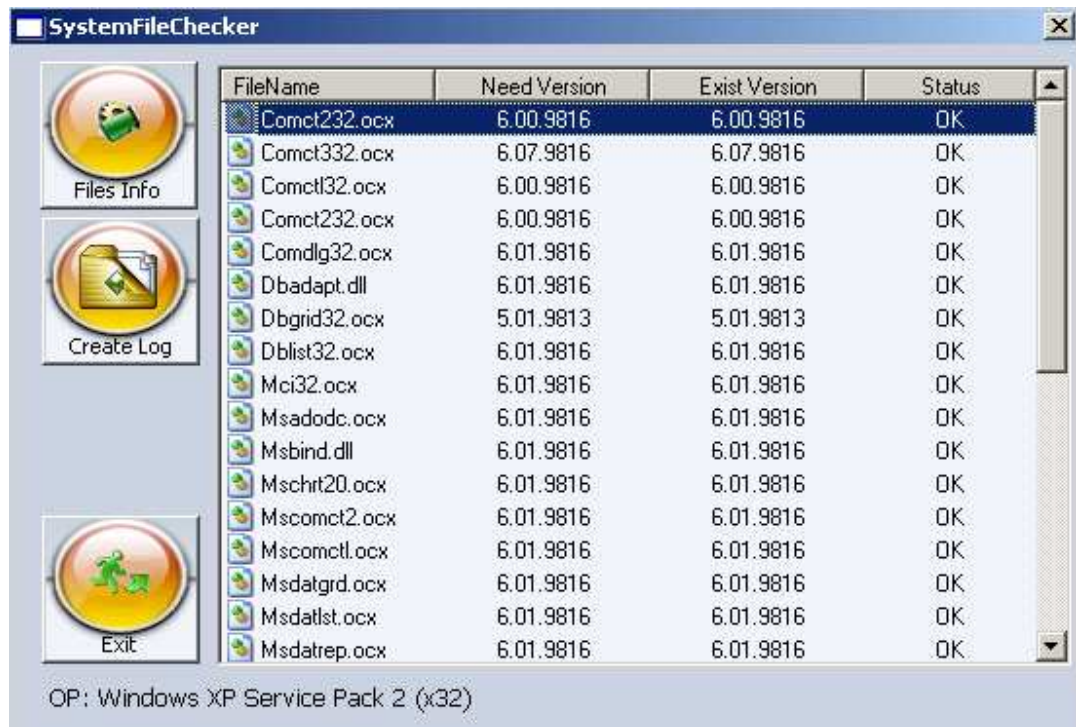 SystemFileChecker
Files Info
Create Log
Exit
FileName Need Version Exist Version Status
Comct232.ocx 6.00.9816 6.00.9816 OK
Comct332.ocx 6.07.9816 6.07.9816 OK
Comctl32.ocx 6.00.9816 6.00.9816 OK
Comct232.ocx 6.00.9816 6.00.9816 OK
Comdlg32.ocx 6.01.9816 6.01.9816 OK
Dbadapt.dll 6.01.9816 6.01.9816 OK
Dbgrid32.ocx 5.01.9813 5.01.9813 OK
Dblist32.ocx 6.01.9816 6.01.9816 OK
Mci32.ocx 6.01.9816 6.01.9816 OK
Msadodc.ocx 6.01.9816 6.01.9816 OK
Msbind.dll 6.01.9816 6.01.9816 OK
Mschrt20.ocx 6.01.9816 6.01.9816 OK
Mscomct2.ocx 6.01.9816 6.01.9816 OK
Mscomctl.ocx 6.01.9816 6.01.9816 OK
Msdatgrd.ocx 6.01.9816 6.01.9816 OK
Msdatlst.ocx 6.01.9816 6.01.9816 OK
Msdatrep.ocx 6.01.9816 6.01.9816 OK
OP: Windows XP Service Pack 2 (x32)